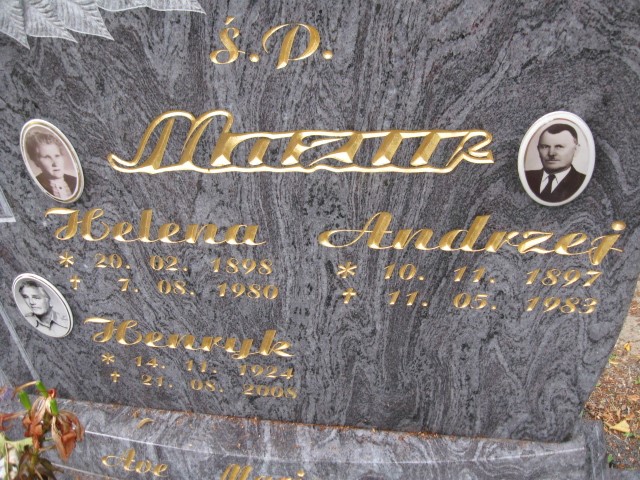 Ś.P.
Mazur
Helena
* 20. 02. 1898
✝ 7. 08. 1980
Andrzej
* 10. 11. 1897
✝ 11. 05. 1983
Henryk
* 14. 11. 1924
✝ 21. 08. 2008
Ave